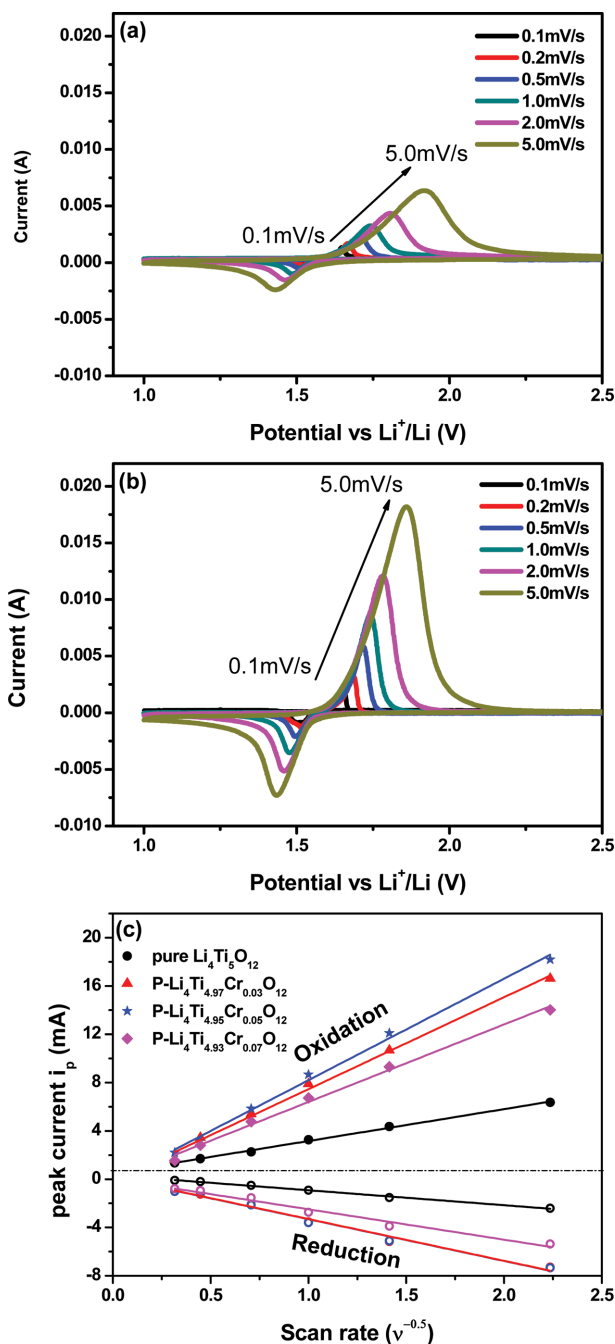 (a)
0.1mV/s
0.2mV/s
0.5mV/s
1.0mV/s
2.0mV/s
5.0mV/s
5.0mV/s
0.1mV/s
0.020
0.015
0.010
0.005
0.000
-0.005
-0.010
Current (A)
1.0 1.5 2.0 2.5
Potential vs Li⁺/Li (V)
(b)
0.1mV/s
0.2mV/s
0.5mV/s
1.0mV/s
2.0mV/s
5.0mV/s
5.0mV/s
0.1mV/s
0.020
0.015
0.010
0.005
0.000
-0.005
-0.010
Current (A)
1.0 1.5 2.0 2.5
Potential vs Li⁺/Li (V)
(c)
pure Li₄Ti₅O₁₂
P-Li₄Ti₄.₉₇Cr₀.₀₃O₁₂
P-Li₄Ti₄.₉₅Cr₀.₀₅O₁₂
P-Li₄Ti₄.₉₃Cr₀.₀₇O₁₂
Oxidation
Reduction
20
16
12
8
4
0
-4
-8
peak current iₚ (mA)
0.0 0.5 1.0 1.5 2.0 2.5
Scan rate (ν⁻⁰·⁵)